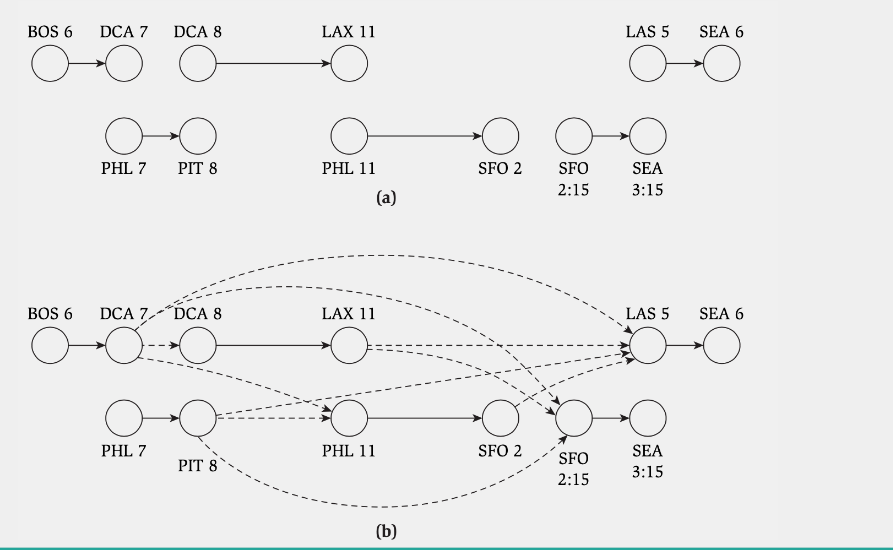 BOS 6 DCA 7 DCA 8 LAX 11 LAS 5 SEA 6
PHL 7 PIT 8 PHL 11 SFO 2 SFO SEA
2:15 3:15
(a)
BOS 6 DCA 7 DCA 8 LAX 11 LAS 5 SEA 6
PHL 7 PIT 8 PHL 11 SFO 2 SFO SEA
2:15 3:15
(b)